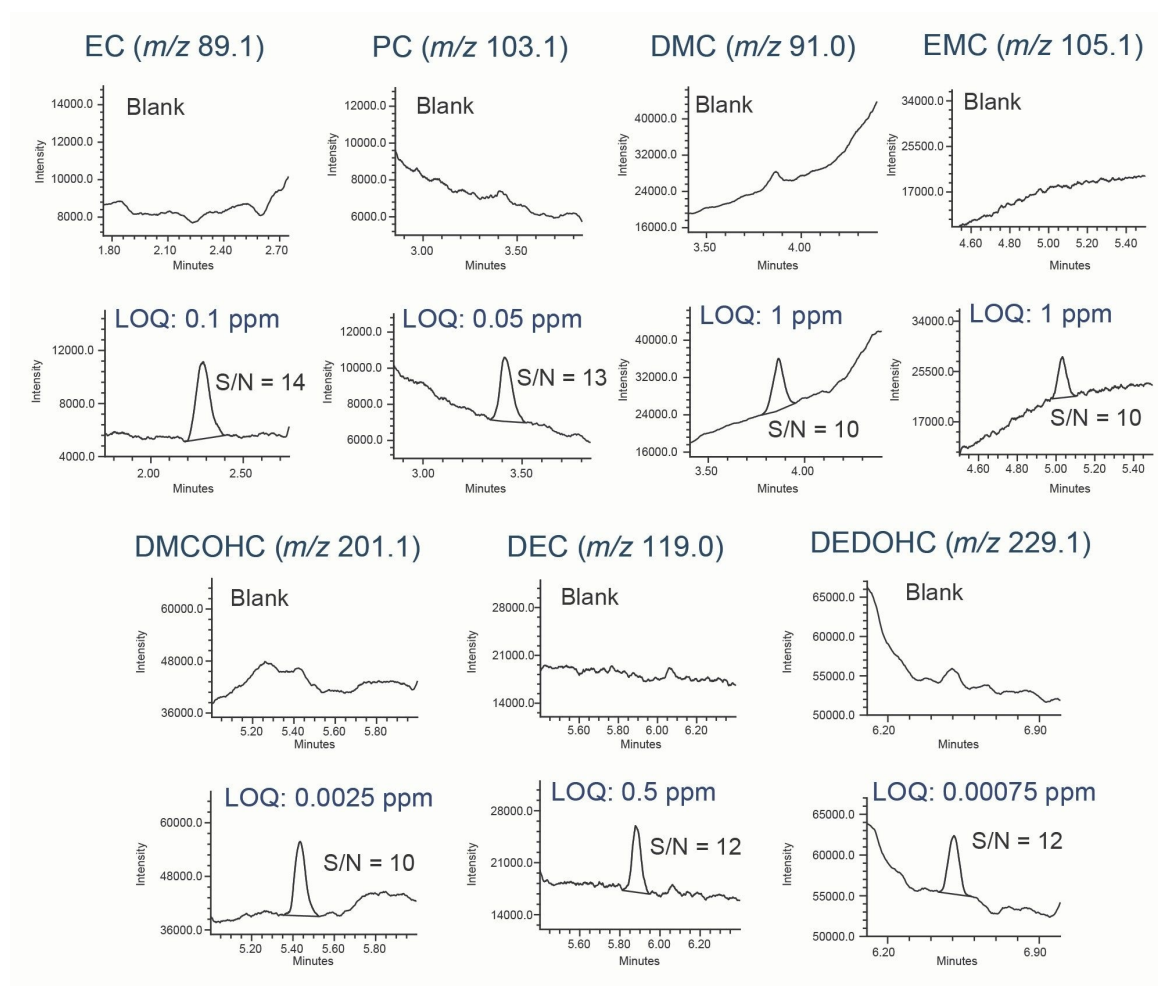 EC (m/z 89.1)
PC (m/z 103.1)
DMC (m/z 91.0)
EMC (m/z 105.1)
Blank
Intensity
14000.0
12000.0
10000.0
8000.0
1.80 2.10 2.40 2.70
Minutes
Blank
Intensity
12000.0
10000.0
8000.0
6000.0
3.00 3.50
Minutes
Blank
Intensity
40000.0
32000.0
24000.0
16000.0
3.50 4.00
Minutes
Blank
Intensity
34000.0
25500.0
17000.0
4.60 4.80 5.00 5.20 5.40
Minutes
LOQ: 0.1 ppm
S/N = 14
Intensity
12000.0
8000.0
4000.0
2.00 2.50
Minutes
LOQ: 0.05 ppm
S/N = 13
Intensity
12000.0
10000.0
8000.0
6000.0
3.00 3.50
Minutes
LOQ: 1 ppm
S/N = 10
Intensity
40000.0
32000.0
24000.0
16000.0
3.50 4.00
Minutes
LOQ: 1 ppm
S/N = 10
Intensity
34000.0
25500.0
17000.0
4.60 4.80 5.00 5.20 5.40
Minutes
DMCOHC (m/z 201.1)
DEC (m/z 119.0)
DEDOHC (m/z 229.1)
Blank
Intensity
60000.0
48000.0
36000.0
5.20 5.40 5.60 5.80
Minutes
Blank
Intensity
28000.0
21000.0
14000.0
5.60 5.80 6.00 6.20
Minutes
Blank
Intensity
65000.0
60000.0
55000.0
50000.0
6.20 6.90
Minutes
LOQ: 0.0025 ppm
S/N = 10
Intensity
60000.0
48000.0
36000.0
5.20 5.40 5.60 5.80
Minutes
LOQ: 0.5 ppm
S/N = 12
Intensity
28000.0
21000.0
14000.0
5.60 5.80 6.00 6.20
Minutes
LOQ: 0.00075 ppm
S/N = 12
Intensity
65000.0
60000.0
55000.0
50000.0
6.20 6.90
Minutes